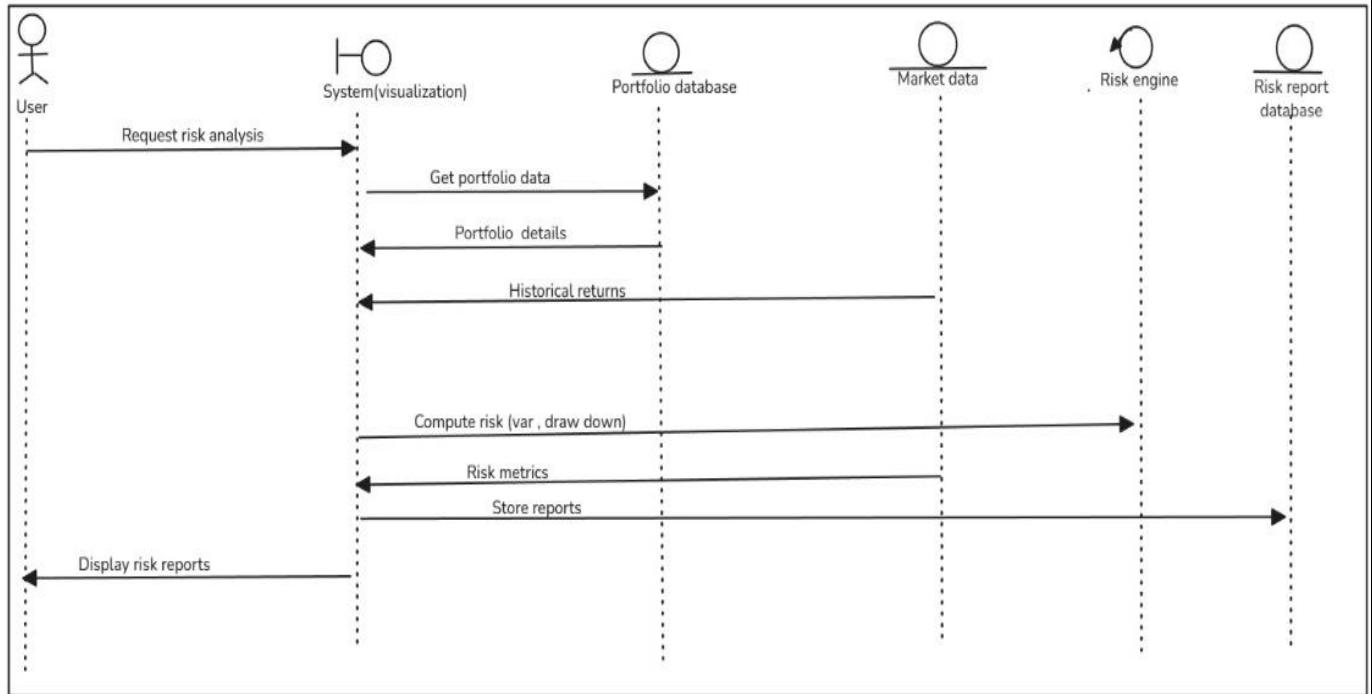 User
System(visualization)
Portfolio database
Market data
. Risk engine
Risk report
database
Request risk analysis
Get portfolio data
Portfolio details
Historical returns
Compute risk (var , draw down)
Risk metrics
Store reports
Display risk reports